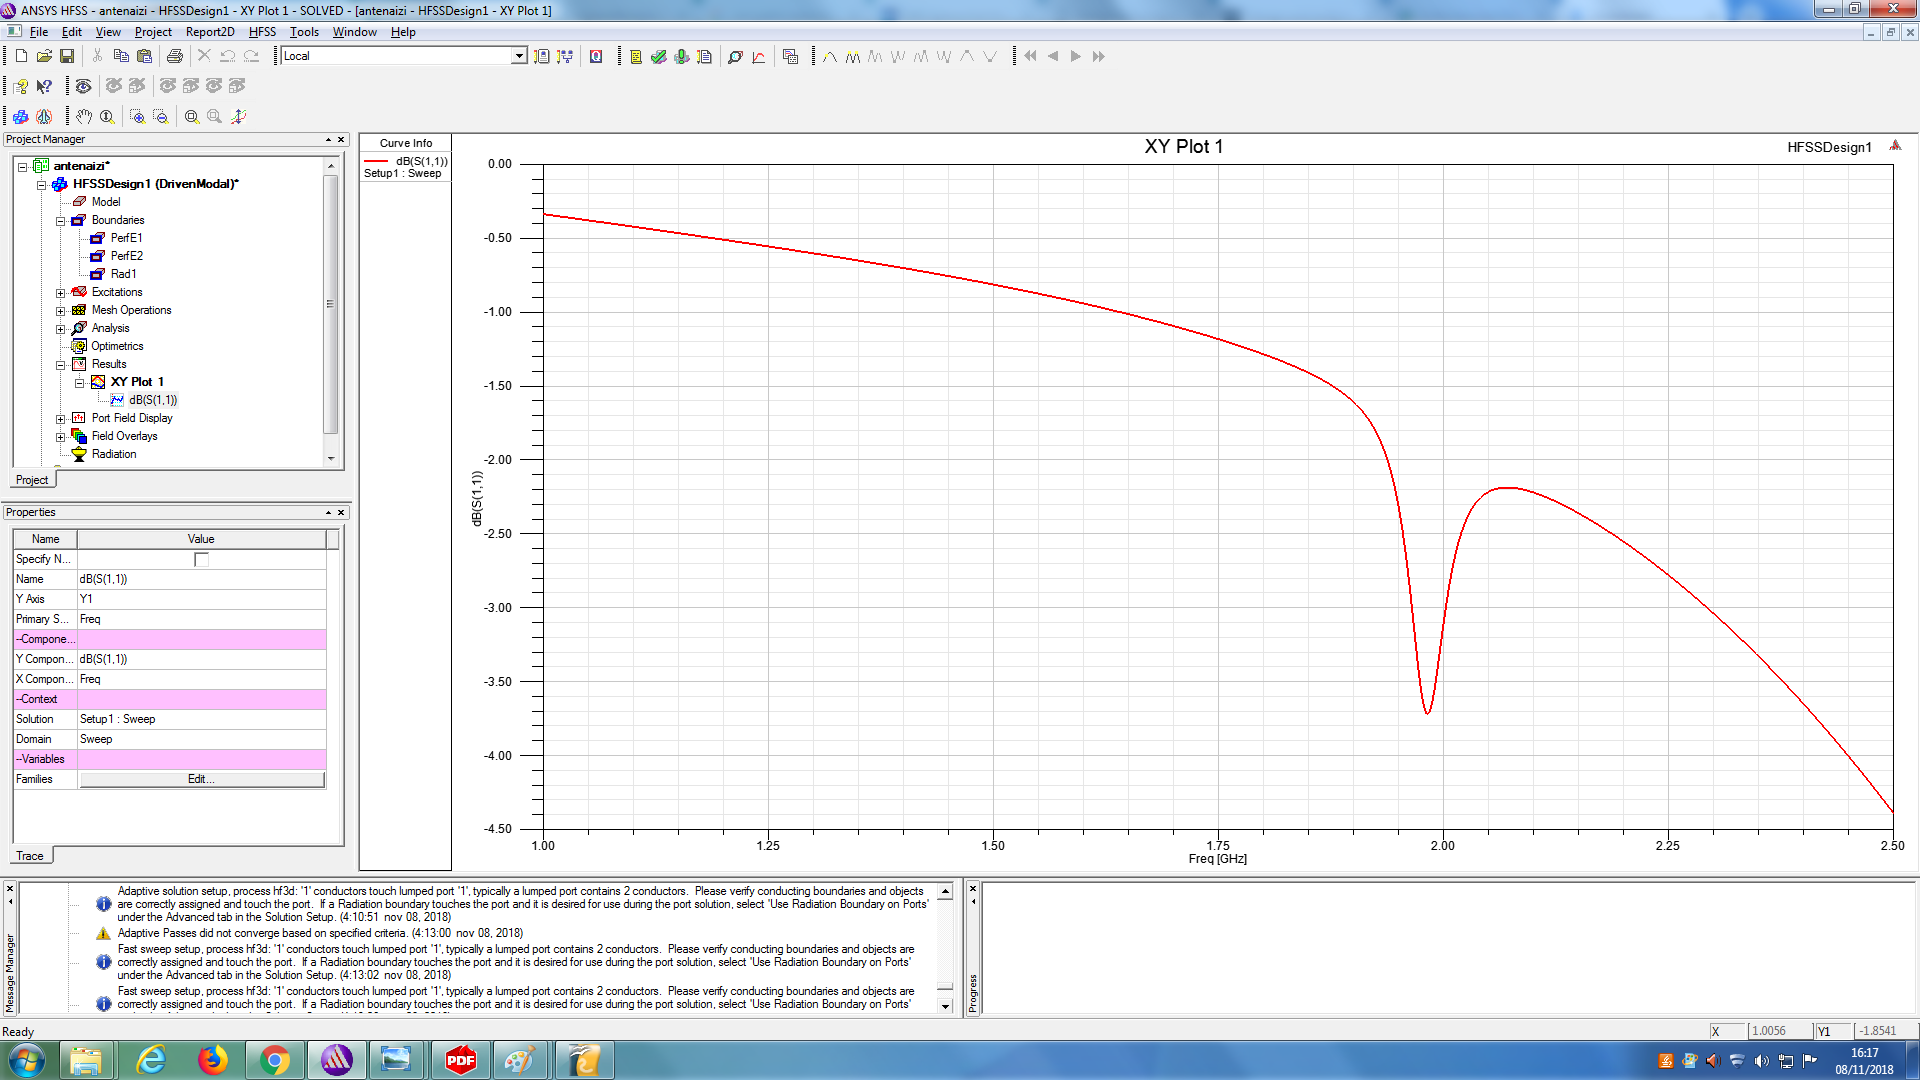 ANSYS HFSS - antenaizi - HFSSDesign1 - XY Plot 1 - SOLVED - [antenaizi - HFSSDesign1 - XY Plot 1]
File Edit View Project Report2D HFSS Tools Window Help
Local
Project Manager
antenaizi*
HFSSDesign1 (DrivenModal)*
Model
Boundaries
PerfE1
PerfE2
Rad1
Excitations
Mesh Operations
Analysis
Optimetrics
Results
XY Plot 1
dB(S(1,1))
Port Field Display
Field Overlays
Radiation
Project
Properties
Name Value
Specify N...
Name dB(S(1,1))
Y Axis Y1
Primary S... Freq
--Compone...
Y Compon... dB(S(1,1))
X Compon... Freq
--Context
Solution Setup1 : Sweep
Domain Sweep
--Variables
Families Edit...
Trace
Curve Info
dB(S(1,1))
Setup1 : Sweep
XY Plot 1
HFSSDesign1
dB(S(1,1))
0.00
-0.50
-1.00
-1.50
-2.00
-2.50
-3.00
-3.50
-4.00
-4.50
1.00 1.25 1.50 1.75 2.00 2.25 2.50
Freq [GHz]
Message Manager
Adaptive solution setup, process hf3d: '1' conductors touch lumped port '1', typically a lumped port contains 2 conductors. Please verify conducting boundaries and objects
are correctly assigned and touch the port. If a Radiation boundary touches the port and it is desired for use during the port solution, select 'Use Radiation Boundary on Ports'
under the Advanced tab in the Solution Setup. (4:10:51 nov 08, 2018)
Adaptive Passes did not converge based on specified criteria. (4:13:00 nov 08, 2018)
Fast sweep setup, process hf3d: '1' conductors touch lumped port '1', typically a lumped port contains 2 conductors. Please verify conducting boundaries and objects are
correctly assigned and touch the port. If a Radiation boundary touches the port and it is desired for use during the port solution, select 'Use Radiation Boundary on Ports'
under the Advanced tab in the Solution Setup. (4:13:02 nov 08, 2018)
Fast sweep setup, process hf3d: '1' conductors touch lumped port '1', typically a lumped port contains 2 conductors. Please verify conducting boundaries and objects are
correctly assigned and touch the port. If a Radiation boundary touches the port and it is desired for use during the port solution, select 'Use Radiation Boundary on Ports'
Progress
Ready
X 1.0056 Y1 -1.8541
PDF
16:17
08/11/2018